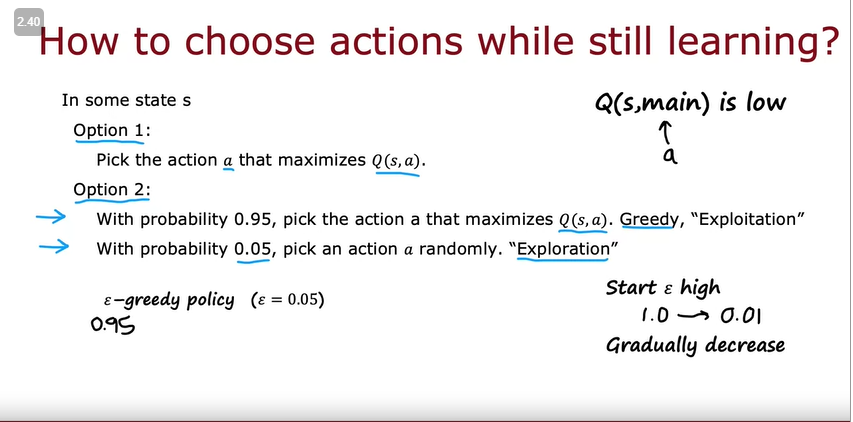 2.40
How to choose actions while still learning?
In some state s
Q(s,main) is low
Option 1:
↑
a
Pick the action a that maximizes Q(s,a).
Option 2:
→ With probability 0.95, pick the action a that maximizes Q(s,a). Greedy, "Exploitation"
→ With probability 0.05, pick an action a randomly. "Exploration"
ε-greedy policy (ε = 0.05)
0.95
Start ε high
1.0 → 0.01
Gradually decrease